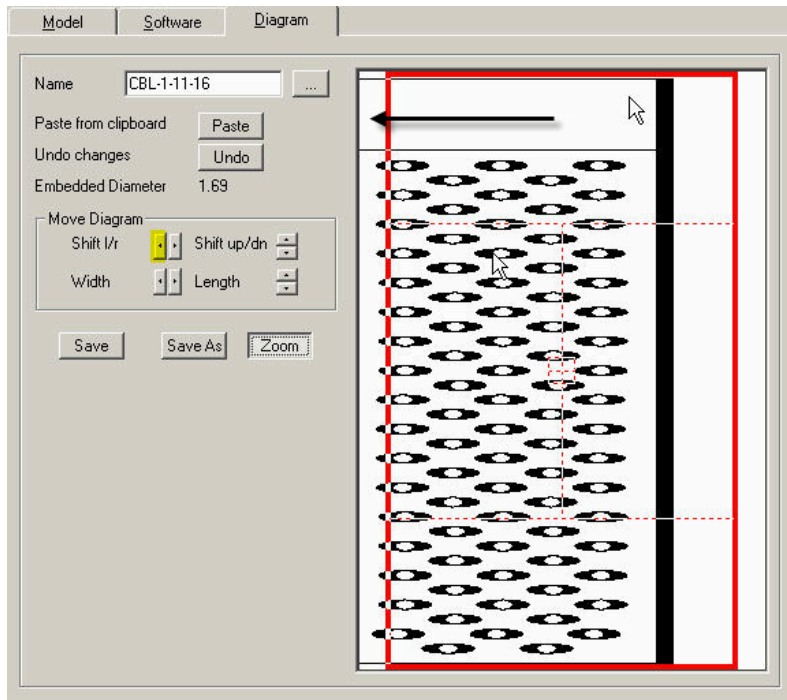 Model Software Diagram
Name CBL-1-11-16 ...
Paste from clipboard Paste
Undo changes Undo
Embedded Diameter 1.69
Move Diagram
Shift l/r Shift up/dn
Width Length
Save Save As Zoom